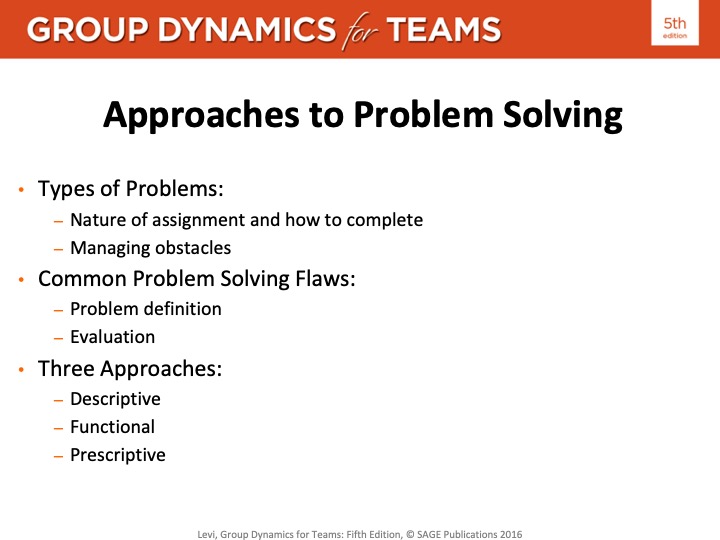 GROUP DYNAMICS for TEAMS
5th
edition
Approaches to Problem Solving
• Types of Problems:
– Nature of assignment and how to complete
– Managing obstacles
• Common Problem Solving Flaws:
– Problem definition
– Evaluation
• Three Approaches:
– Descriptive
– Functional
– Prescriptive
Levi, Group Dynamics for Teams: Fifth Edition, © SAGE Publications 2016